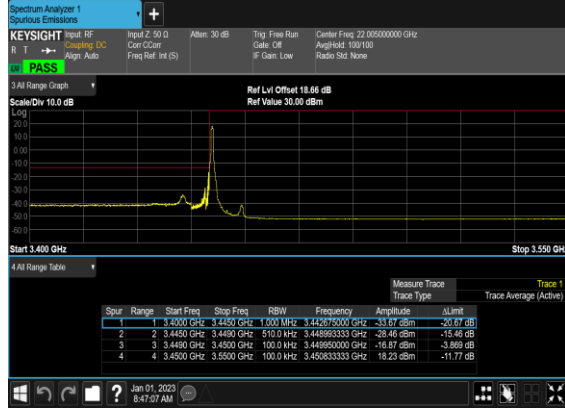 Spectrum Analyzer 1
Spurious Emissions
+
KEYSIGHT Input: RF Input Z: 50 Ω Atten: 30 dB Trig: Free Run Center Freq: 22.005000000 GHz
R T Coupling: DC Corr CCorr Gate: Off Avg|Hold: 100/100
Align: Auto Freq Ref: Int (S) IF Gain: Low Radio Std: None
PASS
3 All Range Graph
Ref Lvl Offset 18.66 dB
Scale/Div 10.0 dB Ref Value 30.00 dBm
Log
20.0
10.0
0.00
-10.0
-20.0
-30.0
-40.0
-50.0
-60.0
Start 3.400 GHz Stop 3.550 GH
4 All Range Table
Measure Trace Trace 1
Trace Type Trace Average (Active)
Spur Range Start Freq Stop Freq RBW Frequency Amplitude ΔLimit
1 1 3.4000 GHz 3.4450 GHz 1.000 MHz 3.442675000 GHz -33.67 dBm -20.67 dB
2 2 3.4450 GHz 3.4490 GHz 510.0 kHz 3.448993333 GHz -28.46 dBm -15.46 dB
3 3 3.4490 GHz 3.4500 GHz 100.0 kHz 3.449950000 GHz -16.87 dBm -3.869 dB
4 4 3.4500 GHz 3.5500 GHz 100.0 kHz 3.450833333 GHz 18.23 dBm -11.77 dB
? Jan 01, 2023
8:47:07 AM